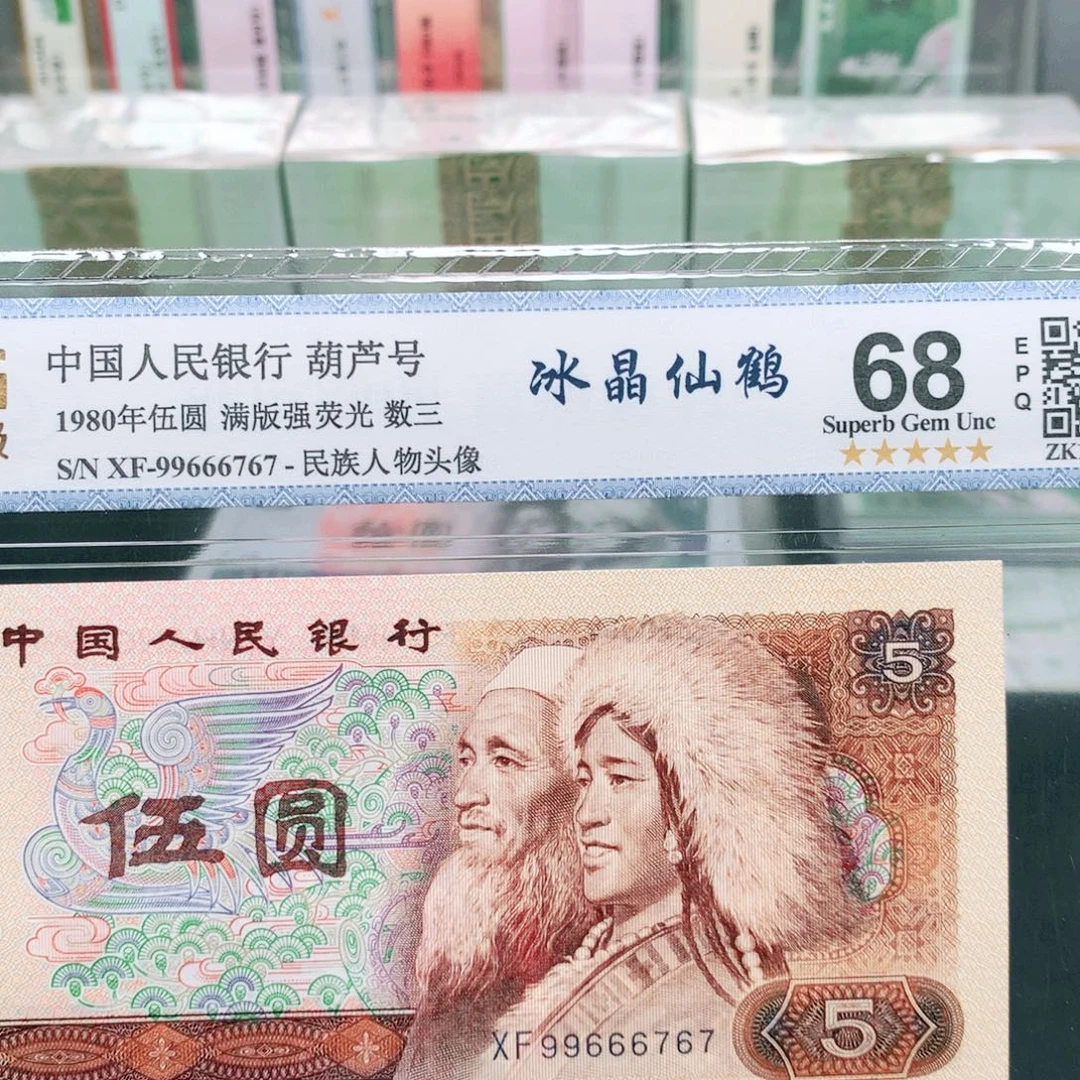 中国人民银行 葫芦号
1980年伍圆 满版强荧光 数三
S/N XF-99666767 - 民族人物头像
冰晶仙鹤
68
Superb Gem Unc
EPQ
中国人民银行
5
伍圆
5
XF99666767